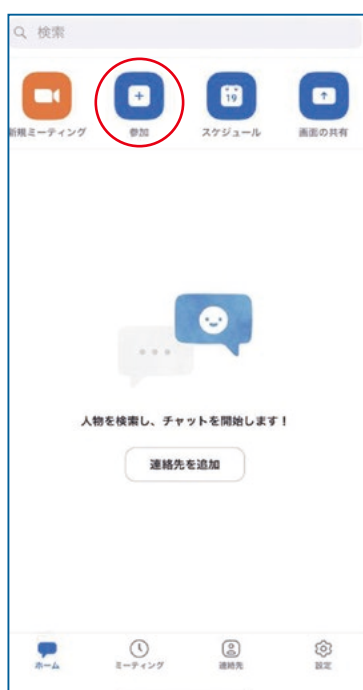 検索
新規ミーティング
参加
スケジュール
画面の共有
19
人物を検索し、チャットを開始します！
連絡先を追加
ホーム
ミーティング
連絡先
設定